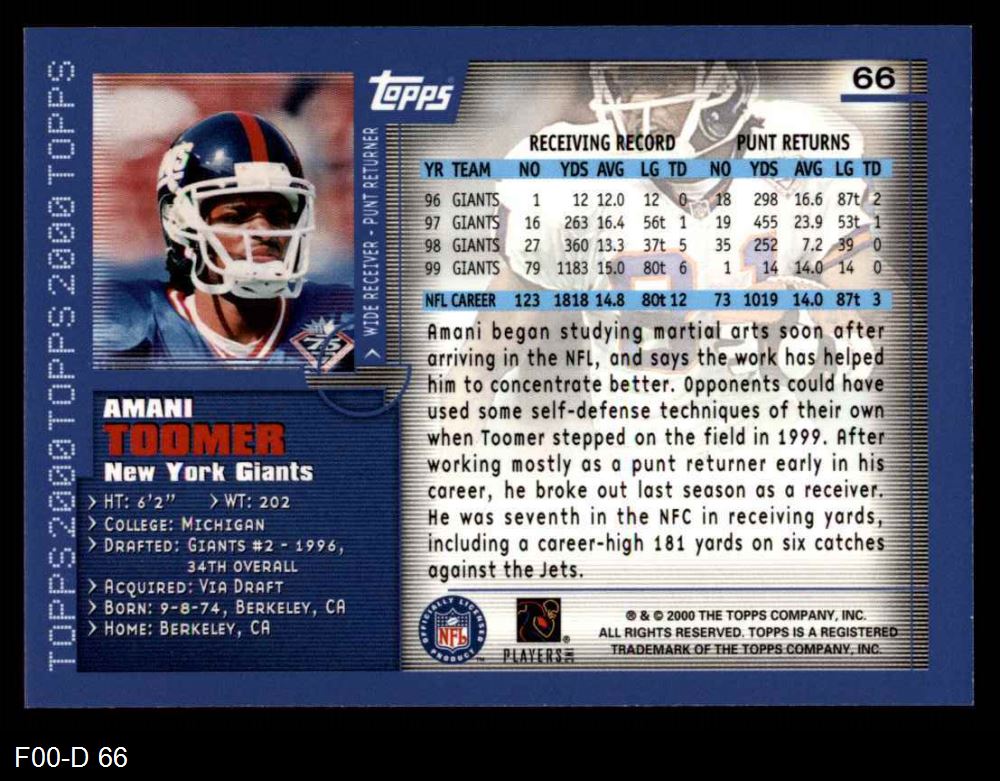 TOPPS 2000 TOPPS 2000 TOPPS
topps
WIDE RECEIVER - PUNT RETURNER
66
RECEIVING RECORD PUNT RETURNS
YR TEAM NO YDS AVG LG TD NO YDS AVG LG TD
96 GIANTS 1 12 12.0 12 0 18 298 16.6 87t 2
97 GIANTS 16 263 16.4 56t 1 19 455 23.9 53t 1
98 GIANTS 27 360 13.3 37t 5 35 252 7.2 39 0
99 GIANTS 79 1183 15.0 80t 6 1 14 14.0 14 0
NFL CAREER 123 1818 14.8 80t 12 73 1019 14.0 87t 3
Amani began studying martial arts soon after
arriving in the NFL, and says the work has helped
him to concentrate better. Opponents could have
used some self-defense techniques of their own
when Toomer stepped on the field in 1999. After
working mostly as a punt returner early in his
career, he broke out last season as a receiver.
He was seventh in the NFC in receiving yards,
including a career-high 181 yards on six catches
against the Jets.
75
AMANI
TOOMER
New York Giants
> HT: 6'2" > WT: 202
> COLLEGE: MICHIGAN
> DRAFTED: GIANTS #2 - 1996,
34TH OVERALL
> ACQUIRED: VIA DRAFT
> BORN: 9-8-74, BERKELEY, CA
> HOME: BERKELEY, CA
OFFICIALLY LICENSED
NFL
PRODUCT ™
PLAYERS INC ®
® & © 2000 THE TOPPS COMPANY, INC.
ALL RIGHTS RESERVED. TOPPS IS A REGISTERED
TRADEMARK OF THE TOPPS COMPANY, INC.
F00-D 66